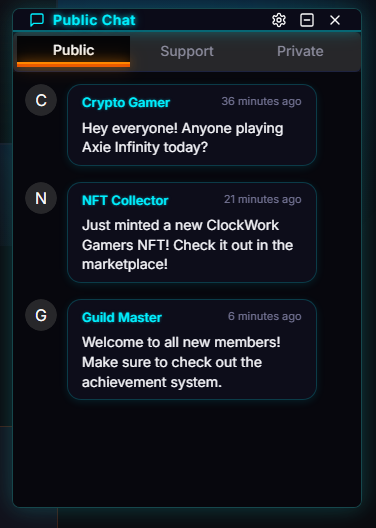 Public Chat
Public Support Private
C
Crypto Gamer 36 minutes ago
Hey everyone! Anyone playing
Axie Infinity today?
N
NFT Collector 21 minutes ago
Just minted a new ClockWork
Gamers NFT! Check it out in the
marketplace!
G
Guild Master 6 minutes ago
Welcome to all new members!
Make sure to check out the
achievement system.